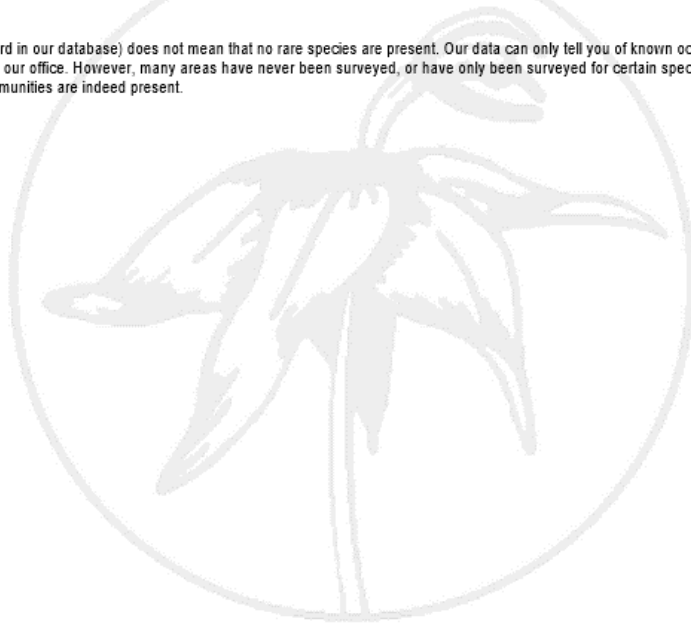 rd in our database) does not mean that no rare species are present. Our data can only tell you of known oc
our office. However, many areas have never been surveyed, or have only been surveyed for certain spec
munities are indeed present.